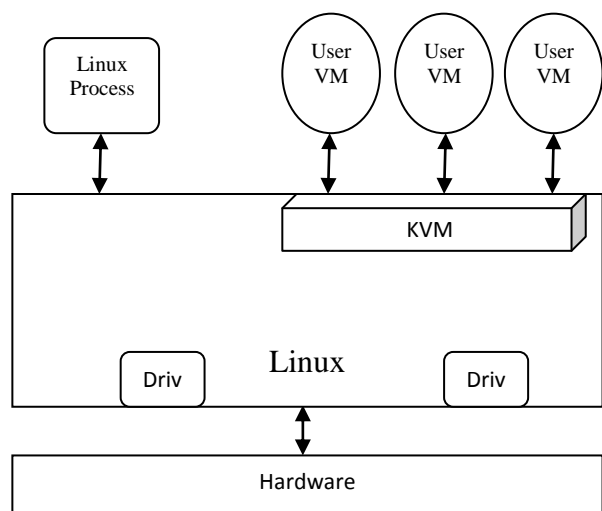 Linux
Process
User
VM
User
VM
User
VM
KVM
Linux
Driv
Driv
Hardware